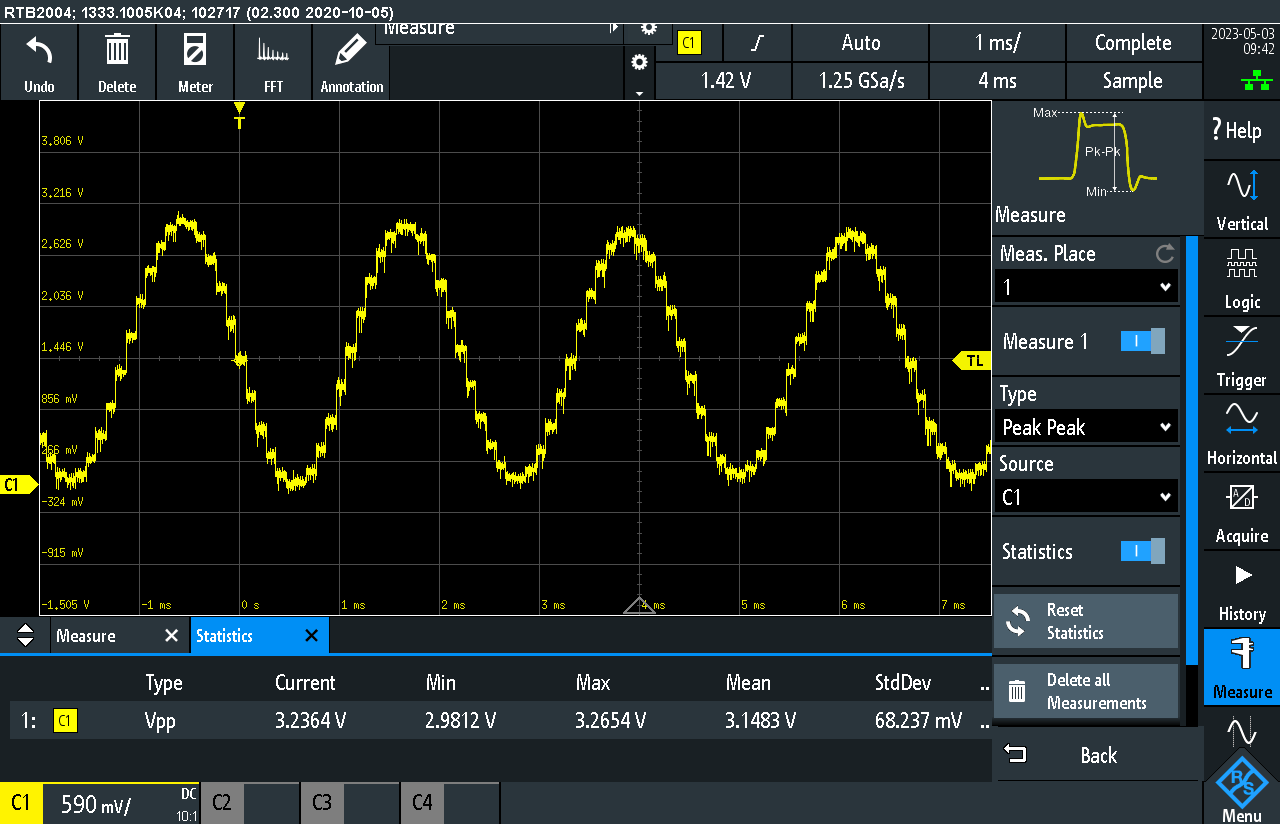 RTB2004; 1333.1005K04; 102717 (02.300 2020-10-05)
Undo
Delete
Meter
FFT
Annotation
Measure
C1
Auto
1 ms/
Complete
1.42 V
1.25 GSa/s
4 ms
Sample
2023-05-03
09:42
T
3.806 V
3.216 V
2.626 V
2.036 V
1.446 V
856 mV
266 mV
-324 mV
-915 mV
-1.505 V
-1 ms
0 s
1 ms
2 ms
3 ms
4 ms
5 ms
6 ms
7 ms
TL
C1
Max
Pk-Pk
Min
Measure
Meas. Place
1
Measure 1
Type
Peak Peak
Source
C1
Statistics
Reset
Statistics
Delete all
Measurements
Back
? Help
Vertical
Logic
Trigger
Horizontal
A/D
Acquire
History
Measure
R&S
Menu
Measure
Statistics
Type Current Min Max Mean StdDev ..
1: C1 Vpp 3.2364 V 2.9812 V 3.2654 V 3.1483 V 68.237 mV ..
C1 590 mV/ DC
10:1
C2
C3
C4